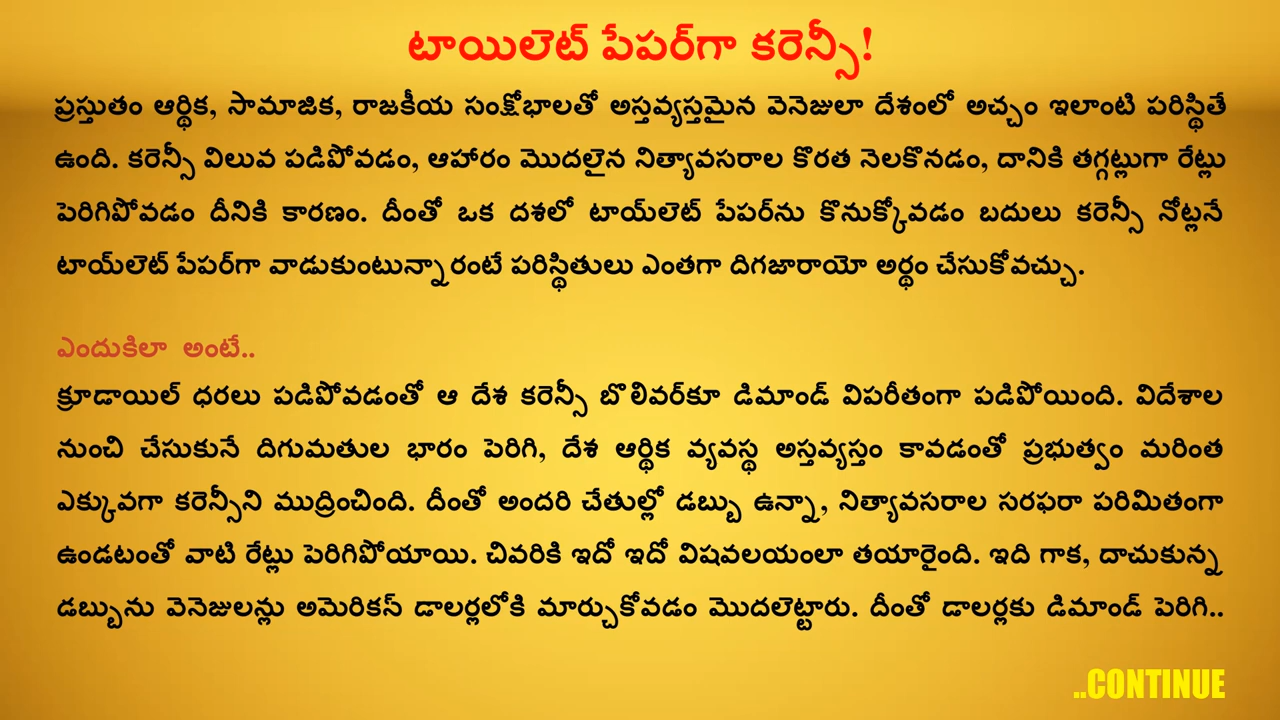 టాయిలెట్ పేపర్‌గా కరెన్సీ!
ప్రస్తుతం ఆర్థిక, సామాజిక, రాజకీయ సంక్షోభాలతో అస్తవ్యస్తమైన వెనెజులా దేశంలో అచ్చం ఇలాంటి పరిస్థితే
ఉంది. కరెన్సీ విలువ పడిపోవడం, ఆహారం మొదలైన నిత్యావసరాల కొరత నెలకొనడం, దానికి తగ్గట్లుగా రేట్లు
పెరిగిపోవడం దీనికి కారణం. దీంతో ఒక దశలో టాయ్‌లెట్ పేపర్‌ను కొనుక్కోవడం బదులు కరెన్సీ నోట్లనే
టాయ్‌లెట్ పేపర్‌గా వాడుకుంటున్నారంటే పరిస్థితులు ఎంతగా దిగజారాయో అర్థం చేసుకోవచ్చు.
ఎందుకిలా అంటే..
క్రూడాయిల్ ధరలు పడిపోవడంతో ఆ దేశ కరెన్సీ బొలివర్‌కూ డిమాండ్ విపరీతంగా పడిపోయింది. విదేశాల
నుంచి చేసుకునే దిగుమతుల భారం పెరిగి, దేశ ఆర్థిక వ్యవస్థ అస్తవ్యస్తం కావడంతో ప్రభుత్వం మరింత
ఎక్కువగా కరెన్సీని ముద్రించింది. దీంతో అందరి చేతుల్లో డబ్బు ఉన్నా, నిత్యావసరాల సరఫరా పరిమితంగా
ఉండటంతో వాటి రేట్లు పెరిగిపోయాయి. చివరికి ఇదో ఇదో విషవలయంలా తయారైంది. ఇది గాక, దాచుకున్న
డబ్బును వెనెజులన్లు అమెరికన్ డాలర్లలోకి మార్చుకోవడం మొదలెట్టారు. దీంతో డాలర్లకు డిమాండ్ పెరిగి..
..CONTINUE